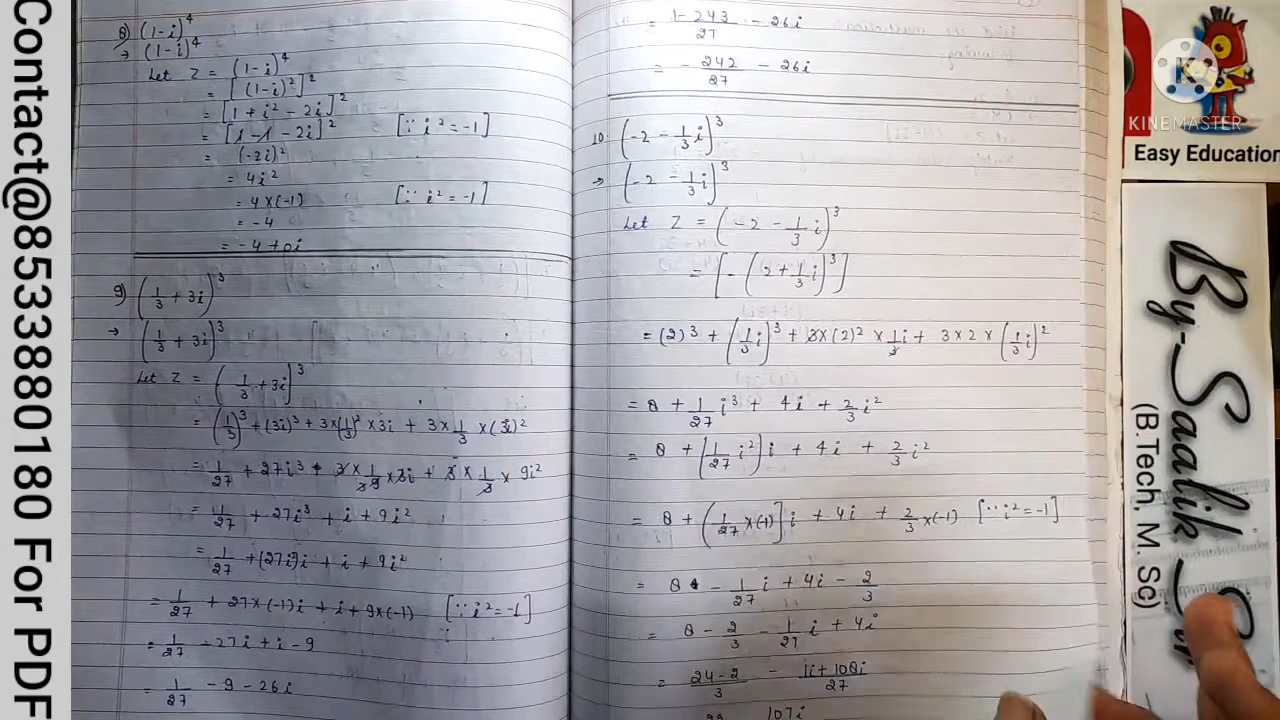 Contact@8533880180 For PDF
8) (1-i)⁴
→ (1-i)⁴
Let Z = (1-i)⁴
= [(1-i)²]²
= [1 + i² - 2i]²
= [1 - 1 - 2i]² [∵ i² = -1]
= (-2i)²
= 4i²
= 4×(-1) [∵ i² = -1]
= -4
= -4 + 0i
9) (1/3 + 3i)³
→ (1/3 + 3i)³
Let Z = (1/3 + 3i)³
= (1/3)³ + (3i)³ + 3×(1/3)² × 3i + 3 × 1/3 × (3i)²
= 1/27 + 27i³ + 3 × 1/9 × 3i + 3 × 1/3 × 9i²
= 1/27 + 27i³ + i + 9i²
= 1/27 + (27i²)i + i + 9i²
= 1/27 + 27×(-1)i + i + 9×(-1) [∵ i² = -1]
= 1/27 - 27i + i - 9
= 1/27 - 9 - 26i
= 1-243/27 - 26i
= - 242/27 - 26i
10 (-2 - 1/3 i)³
→ (-2 - 1/3 i)³
Let Z = (-2 - 1/3 i)³
= [-(2 + 1/3 i)³]
= (2)³ + (1/3 i)³ + 3×(2)² × 1/3 i + 3×2×(1/3 i)²
= 8 + 1/27 i³ + 4i + 2/3 i²
= 8 + (1/27 i²)i + 4i + 2/3 i²
= 8 + (1/27 ×(-1)]i + 4i + 2/3 ×(-1) [∵ i² = -1]
= 8 - 1/27 i + 4i - 2/3
= 8 - 2/3 - 1/27 i + 4i
= 24-2/3 - 1i + 108i/27
107i
K
KINEMASTER
Easy Education
By-Saalik Sir
(B.Tech, M. Sc)